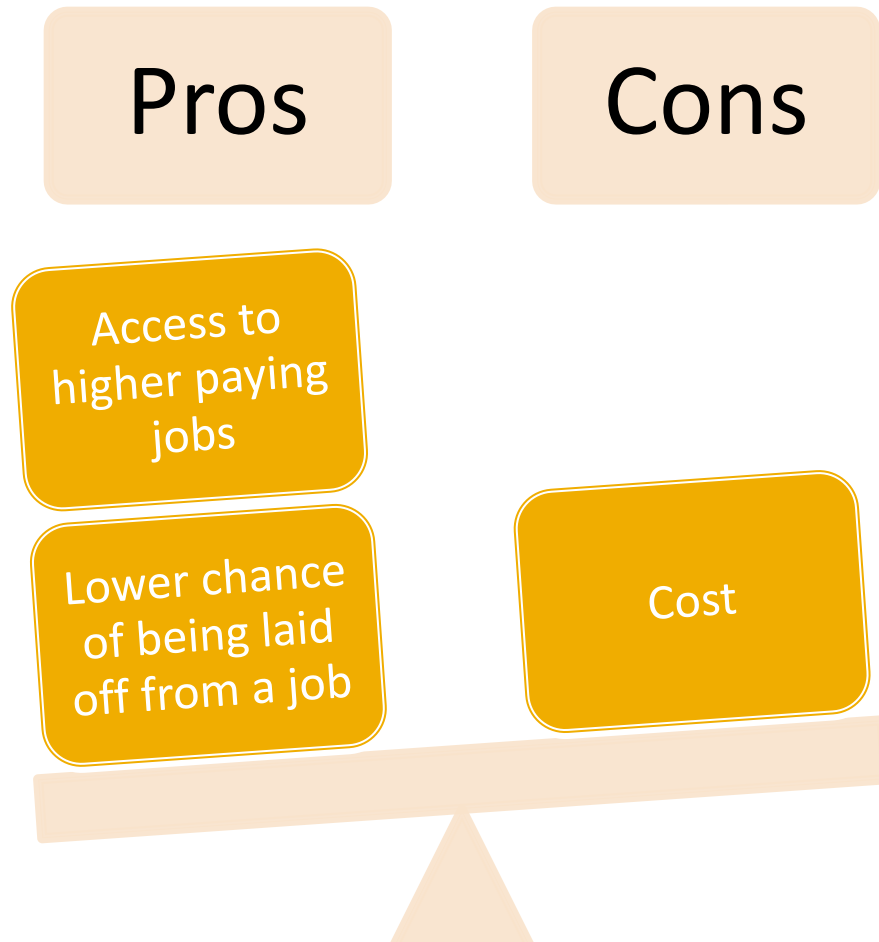 Pros
Cons
Access to
higher paying
jobs
Lower chance
of being laid
off from a job
Cost